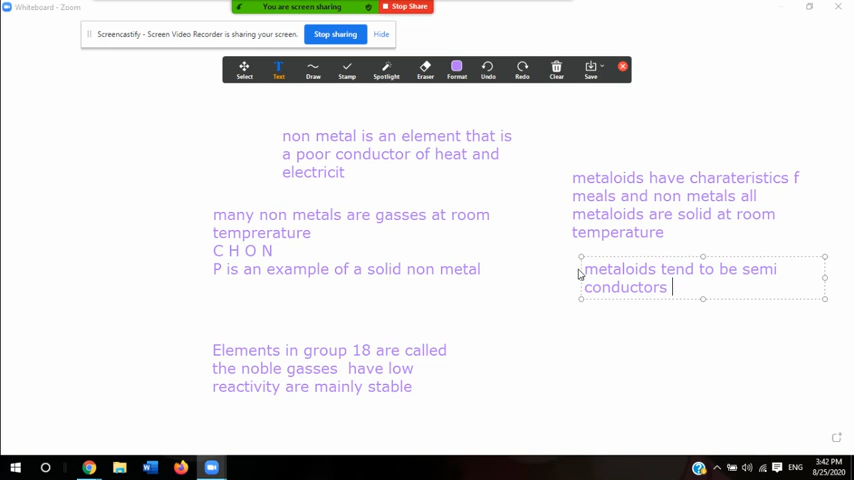 Whiteboard - Zoom
You are screen sharing
Stop Share
Screencastify - Screen Video Recorder is sharing your screen.
Stop sharing
Hide
Select
Text
Draw
Stamp
Spotlight
Eraser
Format
Undo
Redo
Clear
Save
non metal is an element that is
a poor conductor of heat and
electricit
many non metals are gasses at room
temprerature
C H O N
P is an example of a solid non metal
Elements in group 18 are called
the noble gasses  have low
reactivity are mainly stable
metaloids have charateristics f
meals and non metals all
metaloids are solid at room
temperature
metaloids tend to be semi
conductors
ENG
3:42 PM
8/25/2020